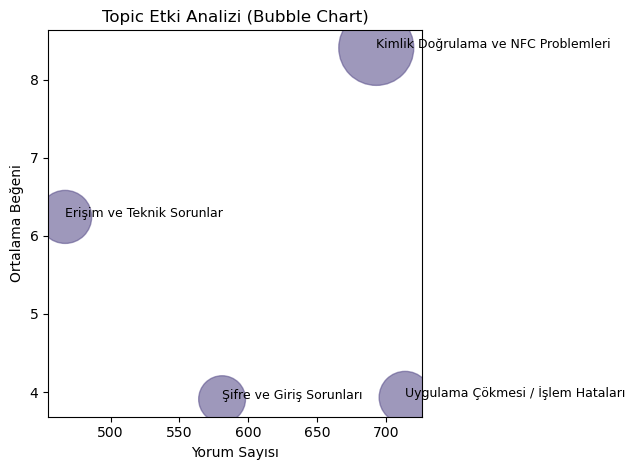 Topic Etki Analizi (Bubble Chart)
Kimlik Doğrulama ve NFC Problemleri
8
7
Ortalama Beğeni
Erişim ve Teknik Sorunlar
6
5
4
Şifre ve Giriş Sorunları
Uygulama Çökmesi / İşlem Hataları
500 550 600 650 700
Yorum Sayısı